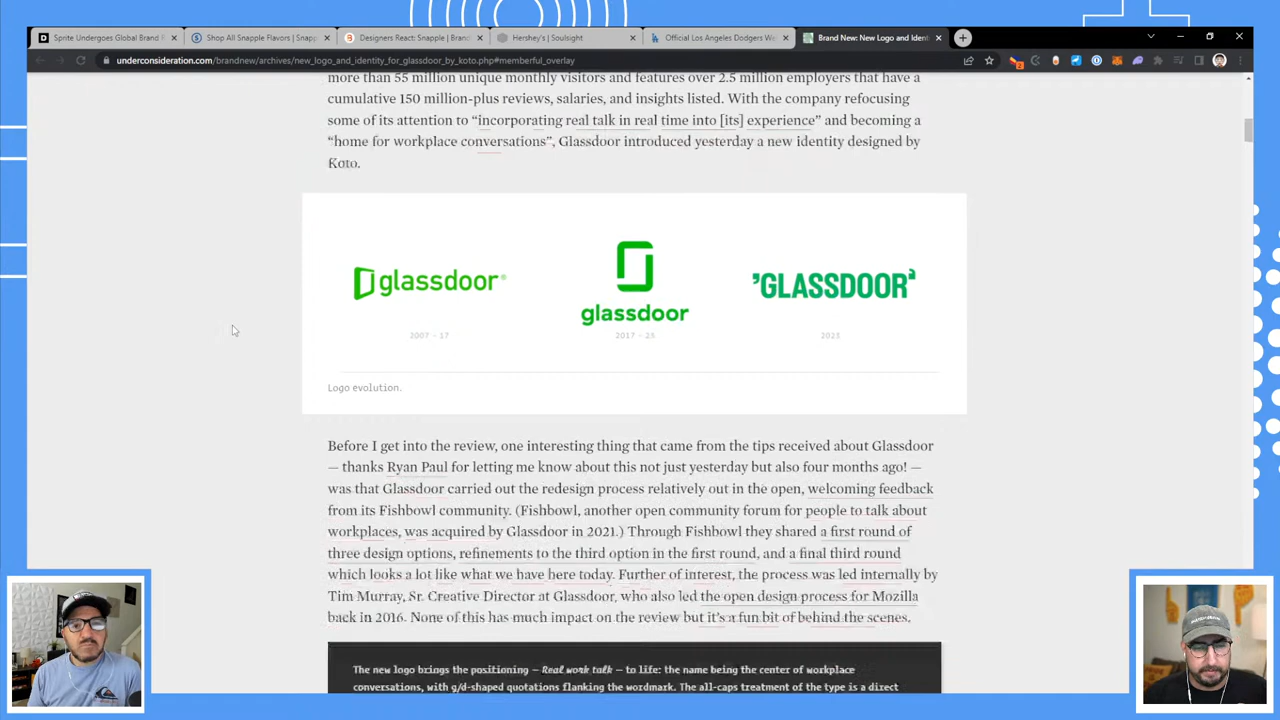 Sprite Undergoes Global Brand
Shop All Snapple Flavors | Snapp
Designers React: Snapple | Bran
Hershey's | Soulsight
Official Los Angeles Dodgers We
Brand New: New Logo and Ident
underconsideration.com/brandnew/archives/new_logo_and_identity_for_glassdoor_by_koto.php#memberful_overlay
more than 55 million unique monthly visitors and features over 2.5 million employers that have a
cumulative 150 million-plus reviews, salaries, and insights listed. With the company refocusing
some of its attention to “incorporating real talk in real time into [its] experience” and becoming a
“home for workplace conversations”, Glassdoor introduced yesterday a new identity designed by
Koto.
glassdoor®
glassdoor
’GLASSDOOR’
2007 - 17
2017 - 23
2023
Logo evolution.
Before I get into the review, one interesting thing that came from the tips received about Glassdoor
— thanks Ryan Paul for letting me know about this not just yesterday but also four months ago! —
was that Glassdoor carried out the redesign process relatively out in the open, welcoming feedback
from its Fishbowl community. (Fishbowl, another open community forum for people to talk about
workplaces, was acquired by Glassdoor in 2021.) Through Fishbowl they shared a first round of
three design options, refinements to the third option in the first round, and a final third round
which looks a lot like what we have here today. Further of interest, the process was led internally by
Tim Murray, Sr. Creative Director at Glassdoor, who also led the open design process for Mozilla
back in 2016. None of this has much impact on the review but it’s a fun bit of behind the scenes.
The new logo brings the positioning — Real work talk — to life: the name being the center of workplace
conversations, with g/d-shaped quotations flanking the wordmark. The all-caps treatment of the type is a direct